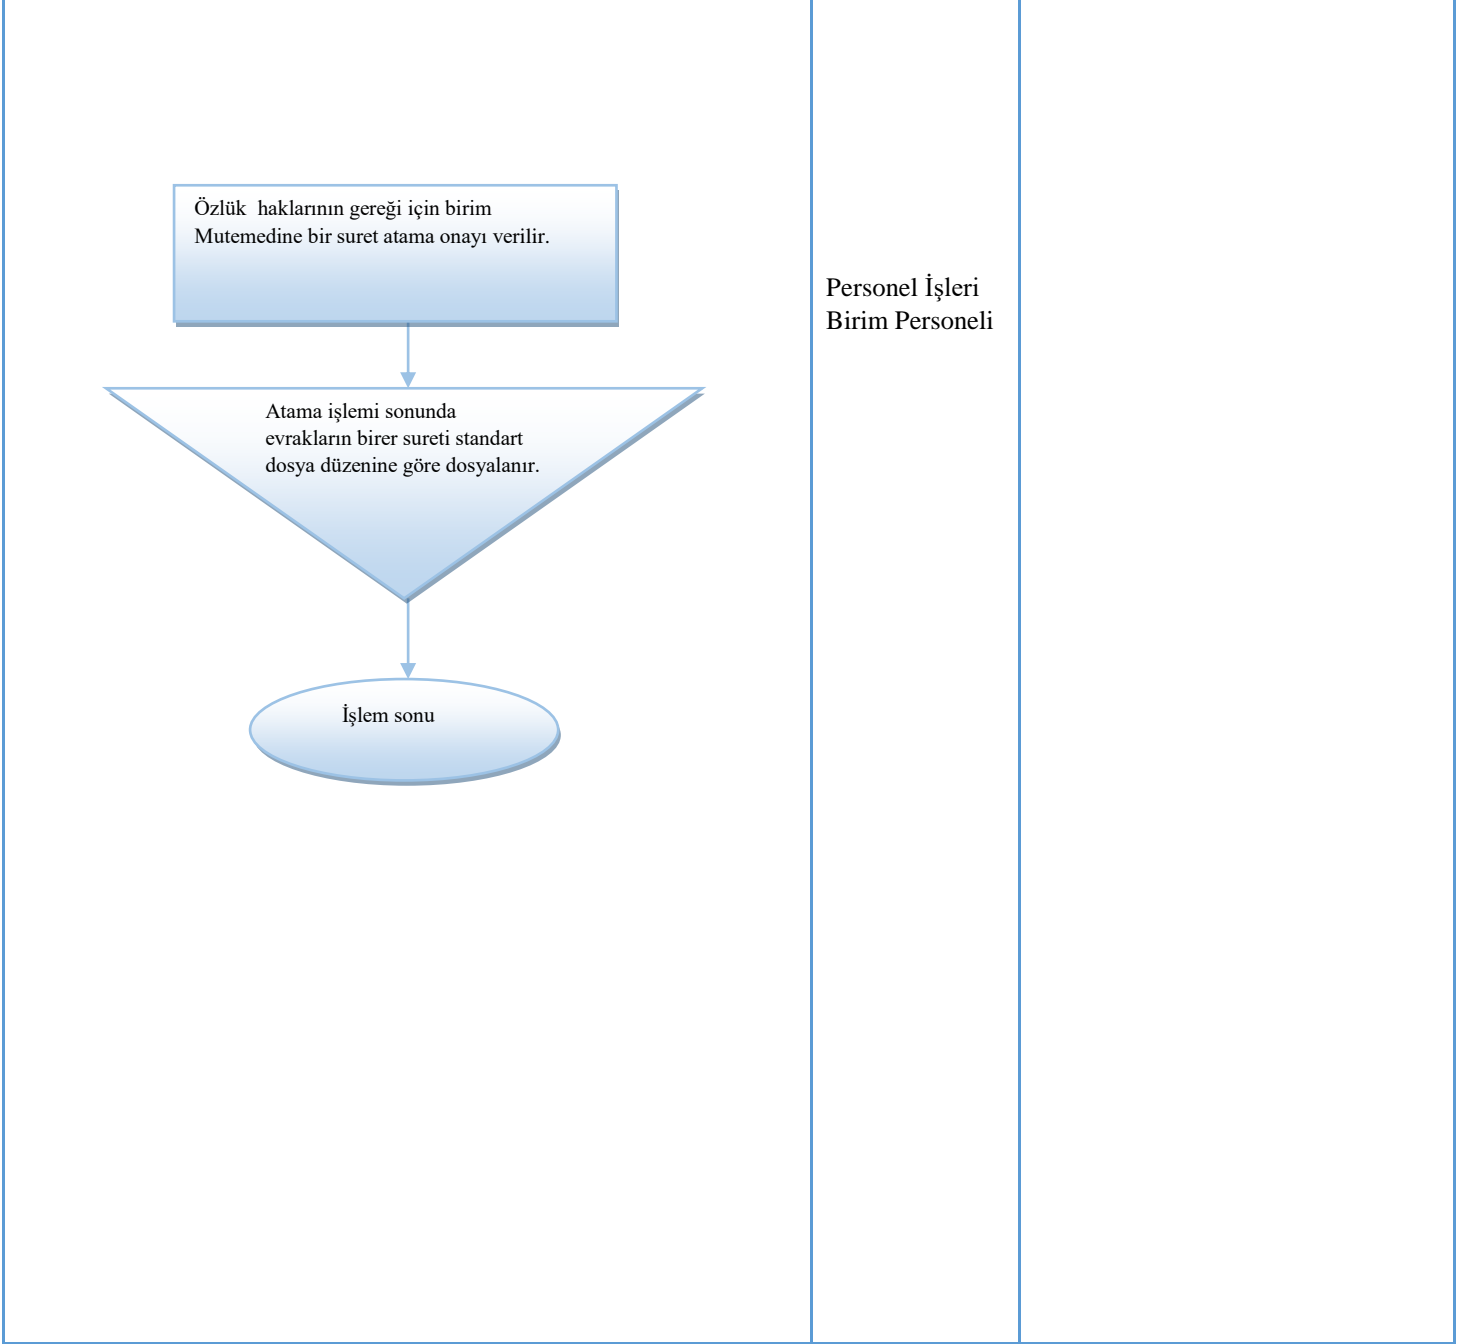 Özlük  haklarının gereği için birim
Mutemedine bir suret atama onayı verilir.
Personel İşleri
Birim Personeli
Atama işlemi sonunda
evrakların birer sureti standart
dosya düzenine göre dosyalanır.
İşlem sonu